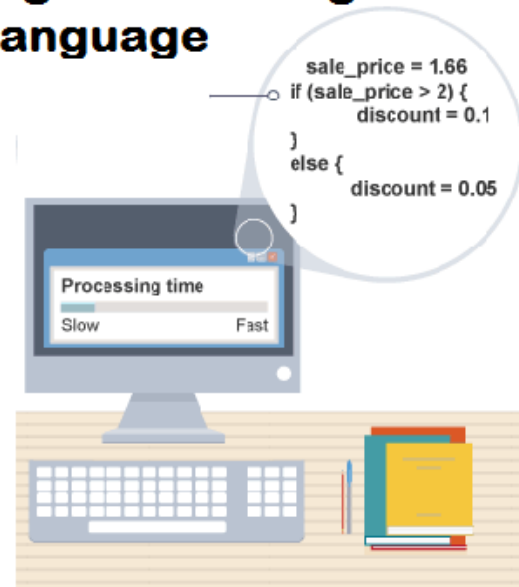 anguage
sale_price = 1.66
if (sale_price > 2) {
discount = 0.1
}
else {
discount = 0.05
}
Processing time
Slow Fast